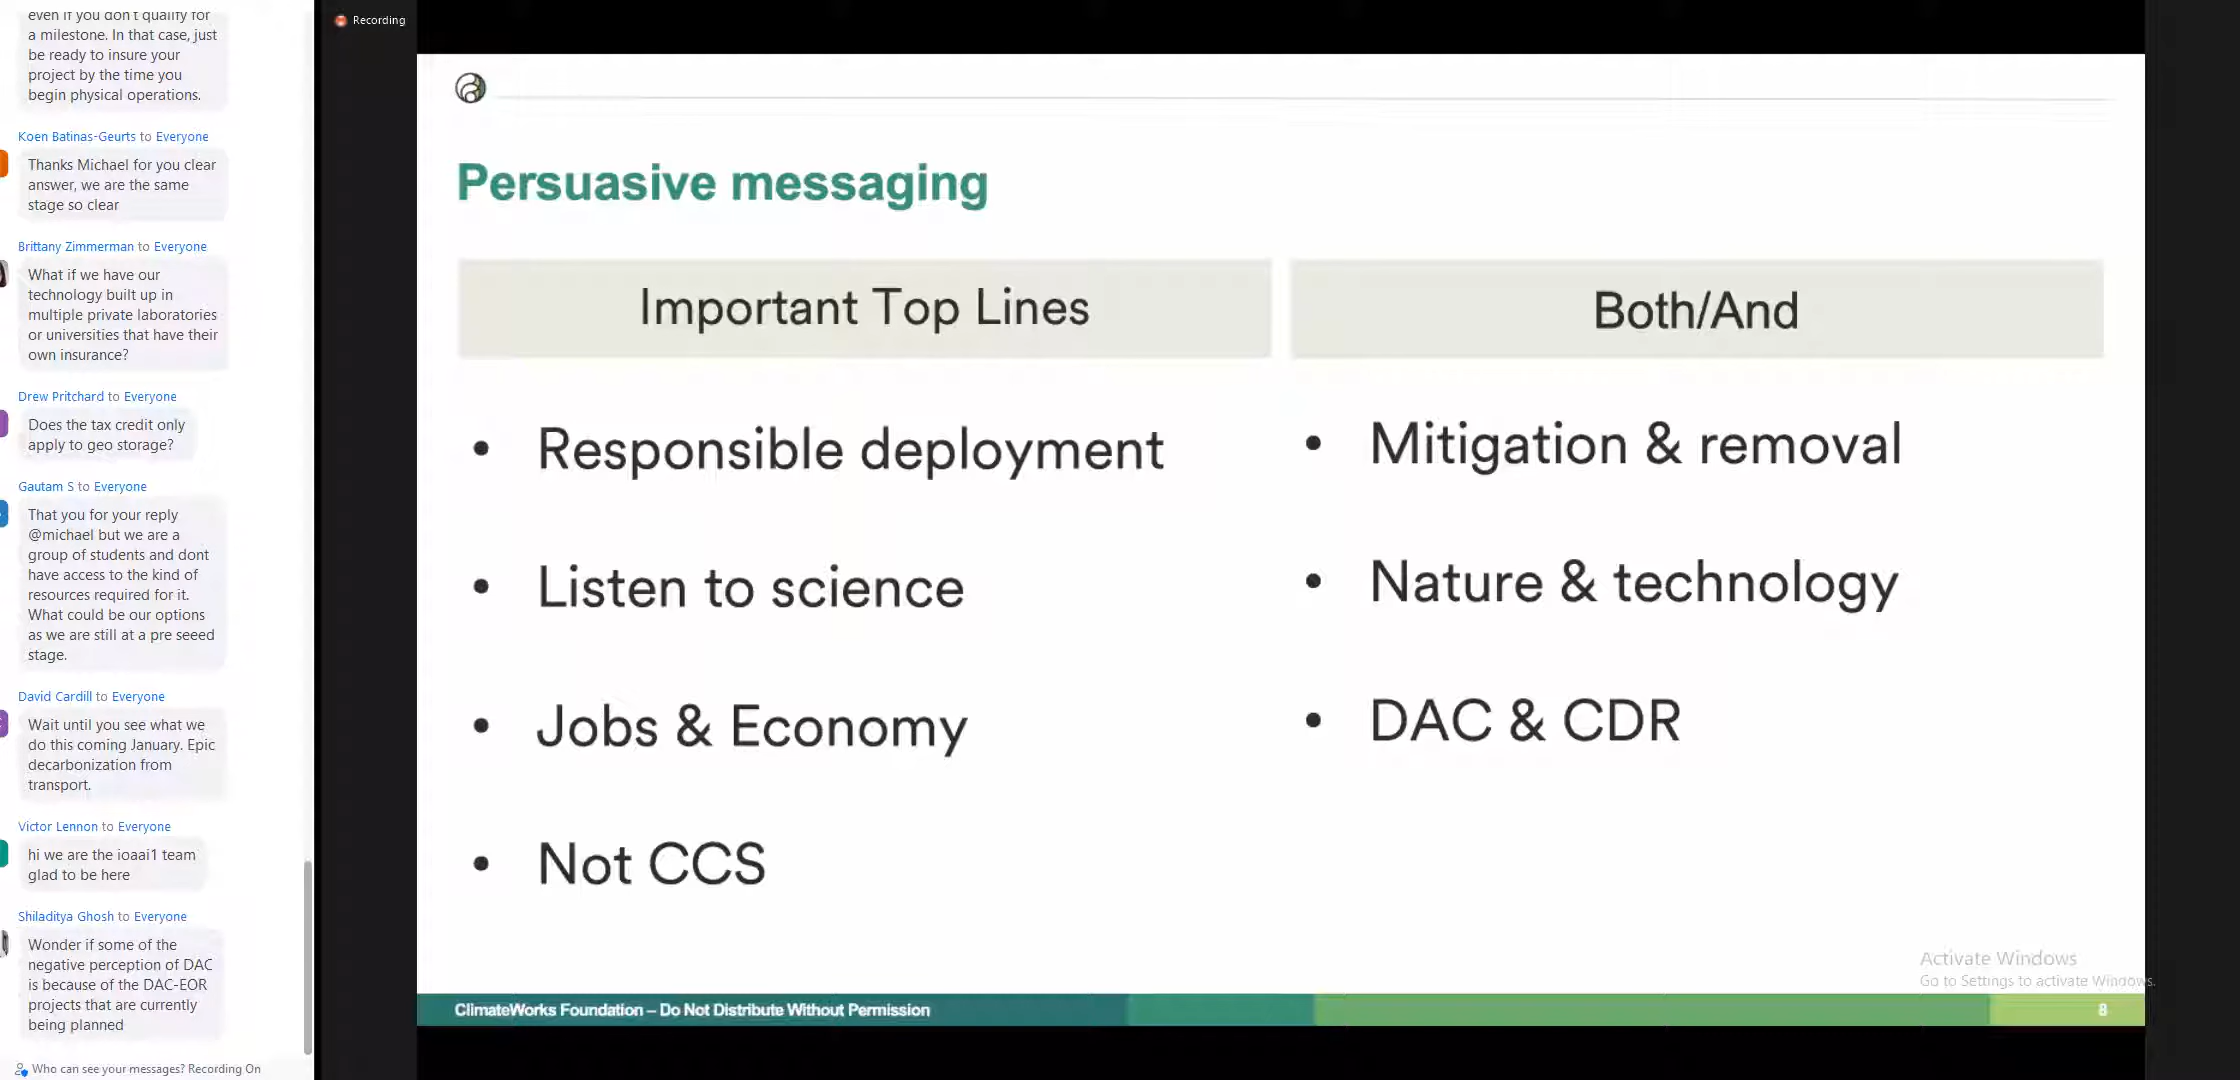 even if you don't qualify for
a milestone. In that case, just
be ready to insure your
project by the time you
begin physical operations.
Koen Batinas-Geurts to Everyone
Thanks Michael for you clear
answer, we are the same
stage so clear
Brittany Zimmerman to Everyone
What if we have our
technology built up in
multiple private laboratories
or universities that have their
own insurance?
Drew Pritchard to Everyone
Does the tax credit only
apply to geo storage?
Gautam S to Everyone
That you for your reply
@michael but we are a
group of students and dont
have access to the kind of
resources required for it.
What could be our options
as we are still at a pre seeed
stage.
David Cardill to Everyone
Wait until you see what we
do this coming January. Epic
decarbonization from
transport.
Victor Lennon to Everyone
hi we are the ioaai1 team
glad to be here
Shiladitya Ghosh to Everyone
Wonder if some of the
negative perception of DAC
is because of the DAC-EOR
projects that are currently
being planned
Who can see your messages? Recording On
Recording
Persuasive messaging
Important Top Lines
• Responsible deployment
• Listen to science
• Jobs & Economy
• Not CCS
Both/And
• Mitigation & removal
• Nature & technology
• DAC & CDR
Activate Windows
Go to Settings to activate Windows.
ClimateWorks Foundation – Do Not Distribute Without Permission
8